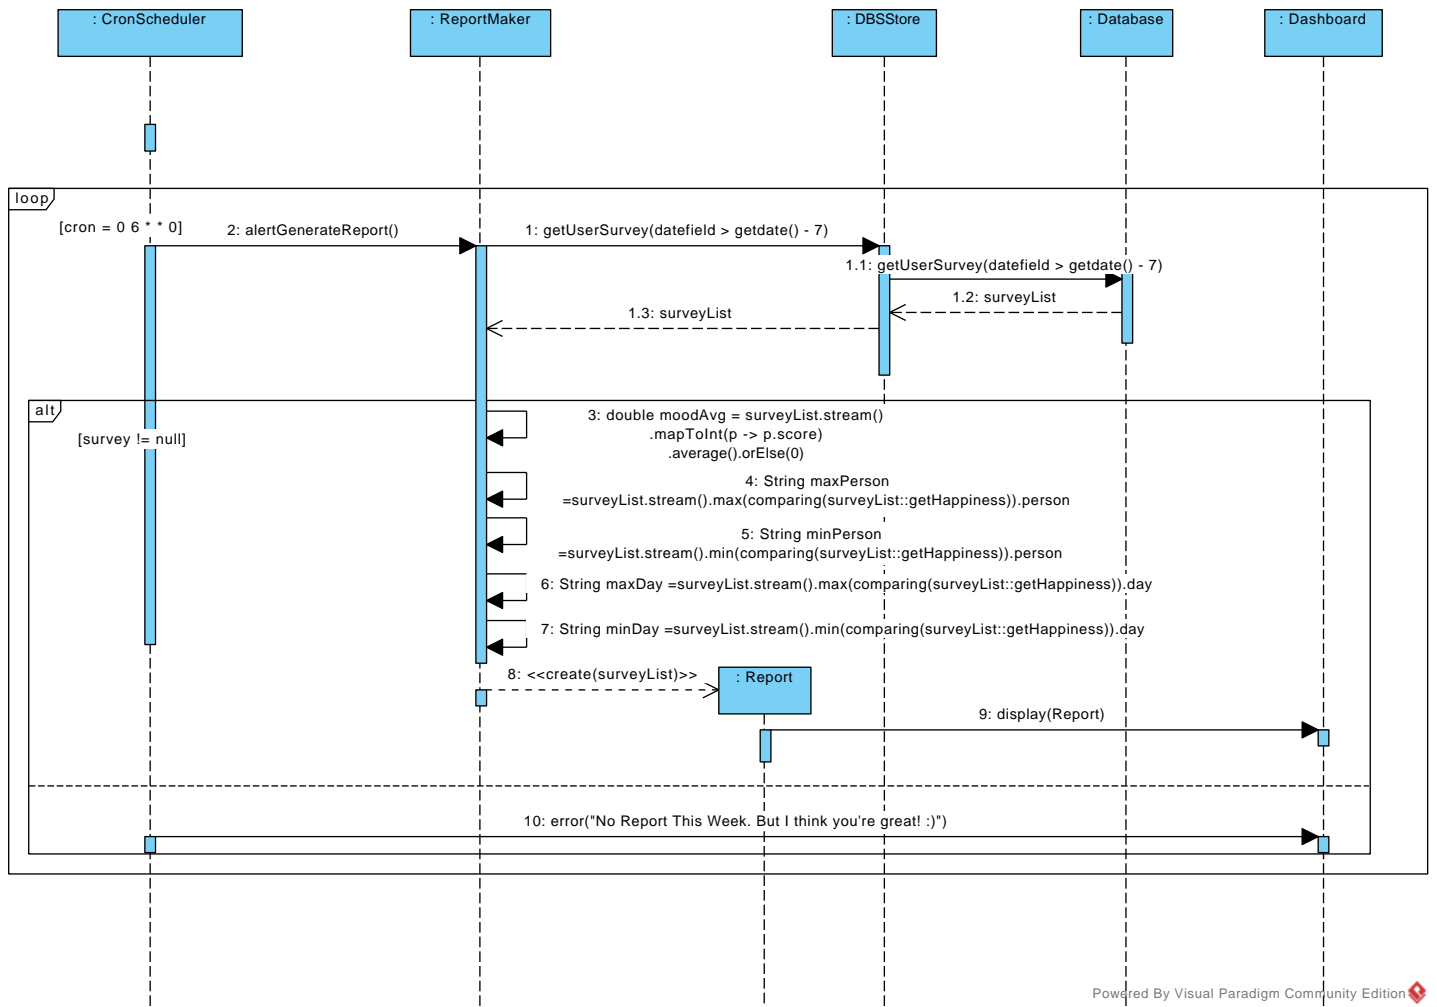 : CronScheduler
: ReportMaker
: DBSStore
: Database
: Dashboard
loop
[cron = 0 6 * * 0]
2: alertGenerateReport()
1: getUserSurvey(datefield > getdate() - 7)
1.1: getUserSurvey(datefield > getdate() - 7)
1.2: surveyList
1.3: surveyList
alt
[survey != null]
3: double moodAvg = surveyList.stream()
.mapToInt(p -> p.score)
.average().orElse(0)
4: String maxPerson
=surveyList.stream().max(comparing(surveyList::getHappiness)).person
5: String minPerson
=surveyList.stream().min(comparing(surveyList::getHappiness)).person
6: String maxDay =surveyList.stream().max(comparing(surveyList::getHappiness)).day
7: String minDay =surveyList.stream().min(comparing(surveyList::getHappiness)).day
8: <<create(surveyList)>>
: Report
9: display(Report)
10: error("No Report This Week. But I think you're great! :)")
Powered By Visual Paradigm Community Edition